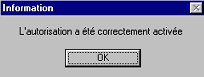 Information
L'autorisation a été correctement activée
OK